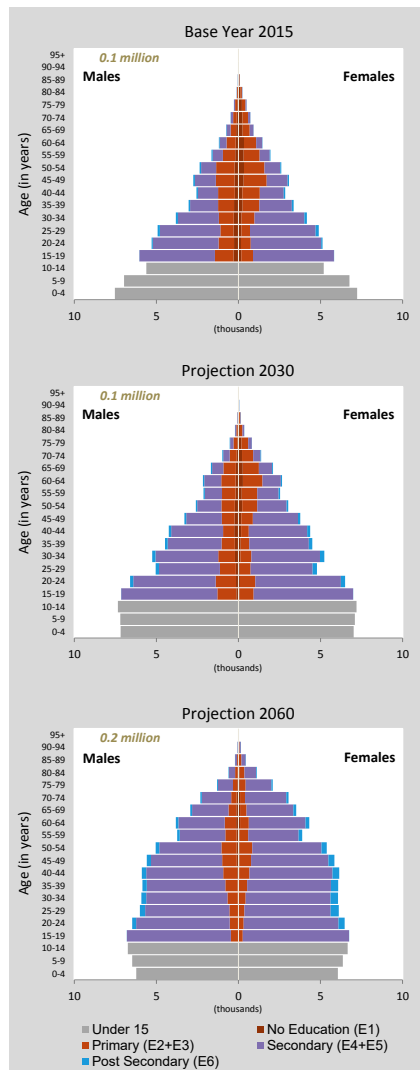 Base Year 2015
0.1 million
Males
Females
Age (in years)
95+
90-94
85-89
80-84
75-79
70-74
65-69
60-64
55-59
50-54
45-49
40-44
35-39
30-34
25-29
20-24
15-19
10-14
5-9
0-4
10 5 0 5 10
(thousands)
Projection 2030
0.1 million
Males
Females
Age (in years)
95+
90-94
85-89
80-84
75-79
70-74
65-69
60-64
55-59
50-54
45-49
40-44
35-39
30-34
25-29
20-24
15-19
10-14
5-9
0-4
10 5 0 5 10
(thousands)
Projection 2060
0.2 million
Males
Females
Age (in years)
95+
90-94
85-89
80-84
75-79
70-74
65-69
60-64
55-59
50-54
45-49
40-44
35-39
30-34
25-29
20-24
15-19
10-14
5-9
0-4
10 5 0 5 10
(thousands)
Under 15 No Education (E1)
Primary (E2+E3) Secondary (E4+E5)
Post Secondary (E6)